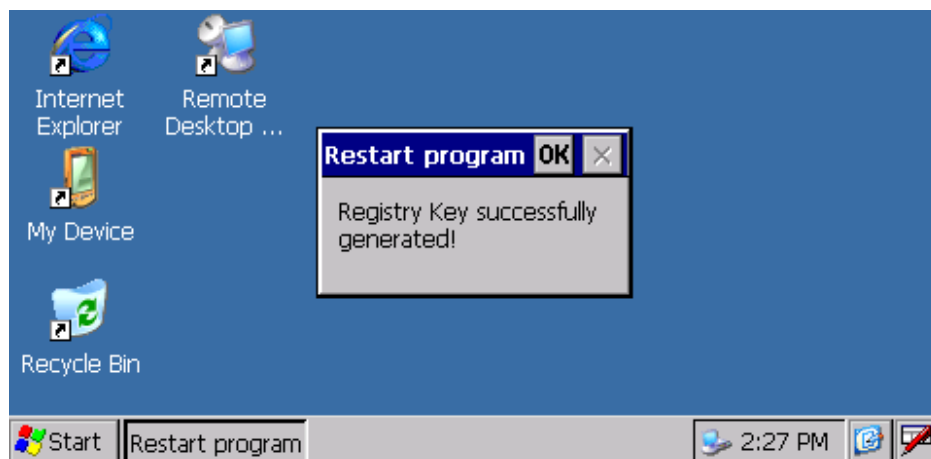 Internet
Explorer
Remote
Desktop ...
My Device
Recycle Bin
Restart program OK
Registry Key successfully
generated!
Start
Restart program
2:27 PM